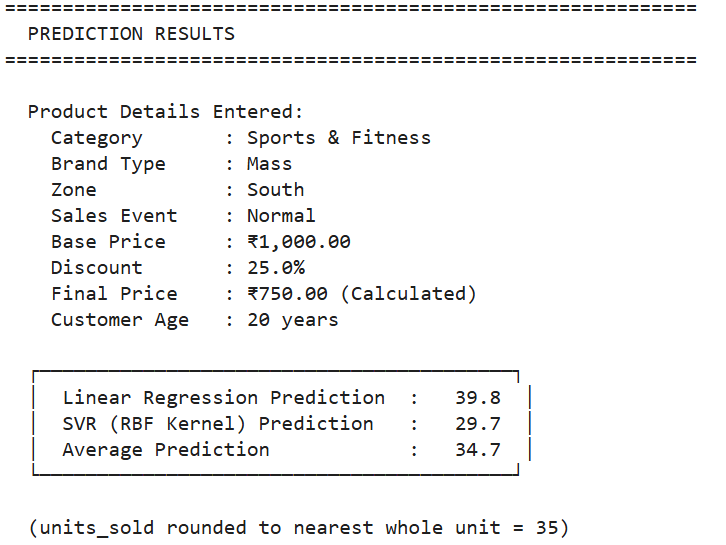 ============================================================
PREDICTION RESULTS
============================================================
Product Details Entered:
Category : Sports & Fitness
Brand Type : Mass
Zone : South
Sales Event : Normal
Base Price : ₹1,000.00
Discount : 25.0%
Final Price : ₹750.00 (Calculated)
Customer Age : 20 years
Linear Regression Prediction : 39.8
SVR (RBF Kernel) Prediction : 29.7
Average Prediction : 34.7
(units_sold rounded to nearest whole unit = 35)